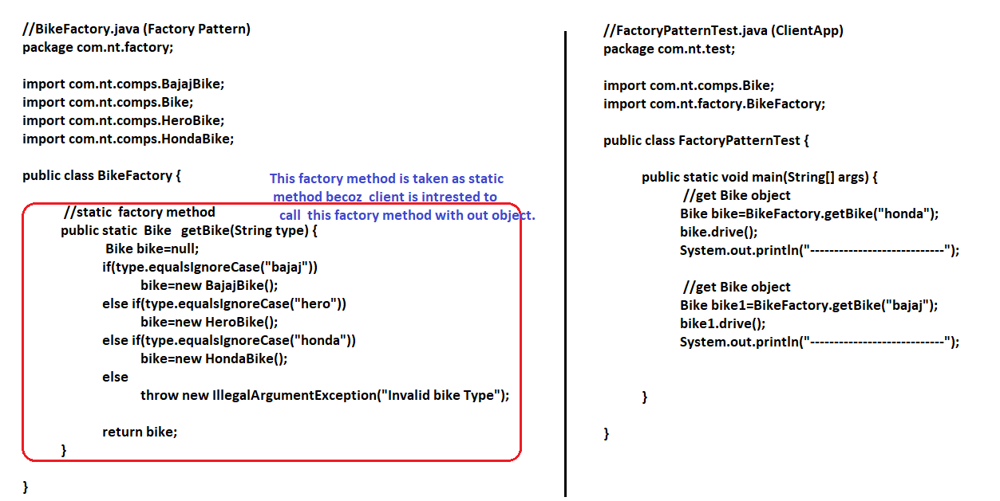 //BikeFactory.java (Factory Pattern)
package com.nt.factory;
import com.nt.comps.BajajBike;
import com.nt.comps.Bike;
import com.nt.comps.HeroBike;
import com.nt.comps.HondaBike;
public class BikeFactory {
This factory method is taken as static
method becoz  client is intrested to
call  this factory method with out object.
//static  factory method
public static  Bike   getBike(String type) {
Bike bike=null;
if(type.equalsIgnoreCase("bajaj"))
bike=new BajajBike();
else if(type.equalsIgnoreCase("hero"))
bike=new HeroBike();
else if(type.equalsIgnoreCase("honda"))
bike=new HondaBike();
else
throw new IllegalArgumentException("Invalid bike Type");
return bike;
}
}
//FactoryPatternTest.java (ClientApp)
package com.nt.test;
import com.nt.comps.Bike;
import com.nt.factory.BikeFactory;
public class FactoryPatternTest {
public static void main(String[] args) {
//get Bike object
Bike bike=BikeFactory.getBike("honda");
bike.drive();
System.out.println("----------------------------");
//get Bike object
Bike bike1=BikeFactory.getBike("bajaj");
bike1.drive();
System.out.println("----------------------------");
}
}